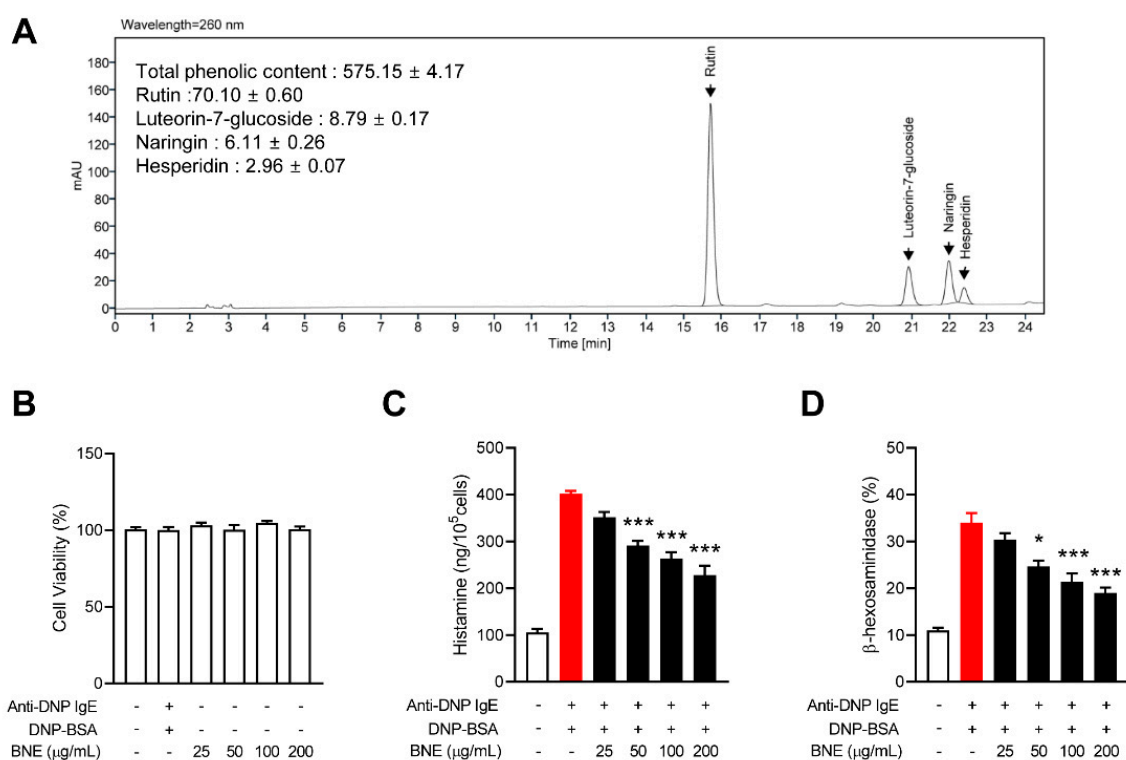 A
Wavelength=260 nm
Total phenolic content : 575.15 ± 4.17
Rutin :70.10 ± 0.60
Luteorin-7-glucoside : 8.79 ± 0.17
Naringin : 6.11 ± 0.26
Hesperidin : 2.96 ± 0.07
mAU
180
160
140
120
100
80
60
40
20
0
Rutin
Luteorin-7-glucoside
Naringin
Hesperidin
0 1 2 3 4 5 6 7 8 9 10 11 12 13 14 15 16 17 18 19 20 21 22 23 24
Time [min]
B
Cell Viability (%)
150
100
50
0
Anti-DNP IgE - + - - - -
DNP-BSA - + - - - -
BNE (μg/mL) - - 25 50 100 200
C
Histamine (ng/10⁵cells)
500
400
300
200
100
0
*** *** ***
Anti-DNP IgE - + + + + +
DNP-BSA - + + + + +
BNE (μg/mL) - - 25 50 100 200
D
β-hexosaminidase (%)
50
40
30
20
10
0
* *** ***
Anti-DNP IgE - + + + + +
DNP-BSA - + + + + +
BNE (μg/mL) - - 25 50 100 200